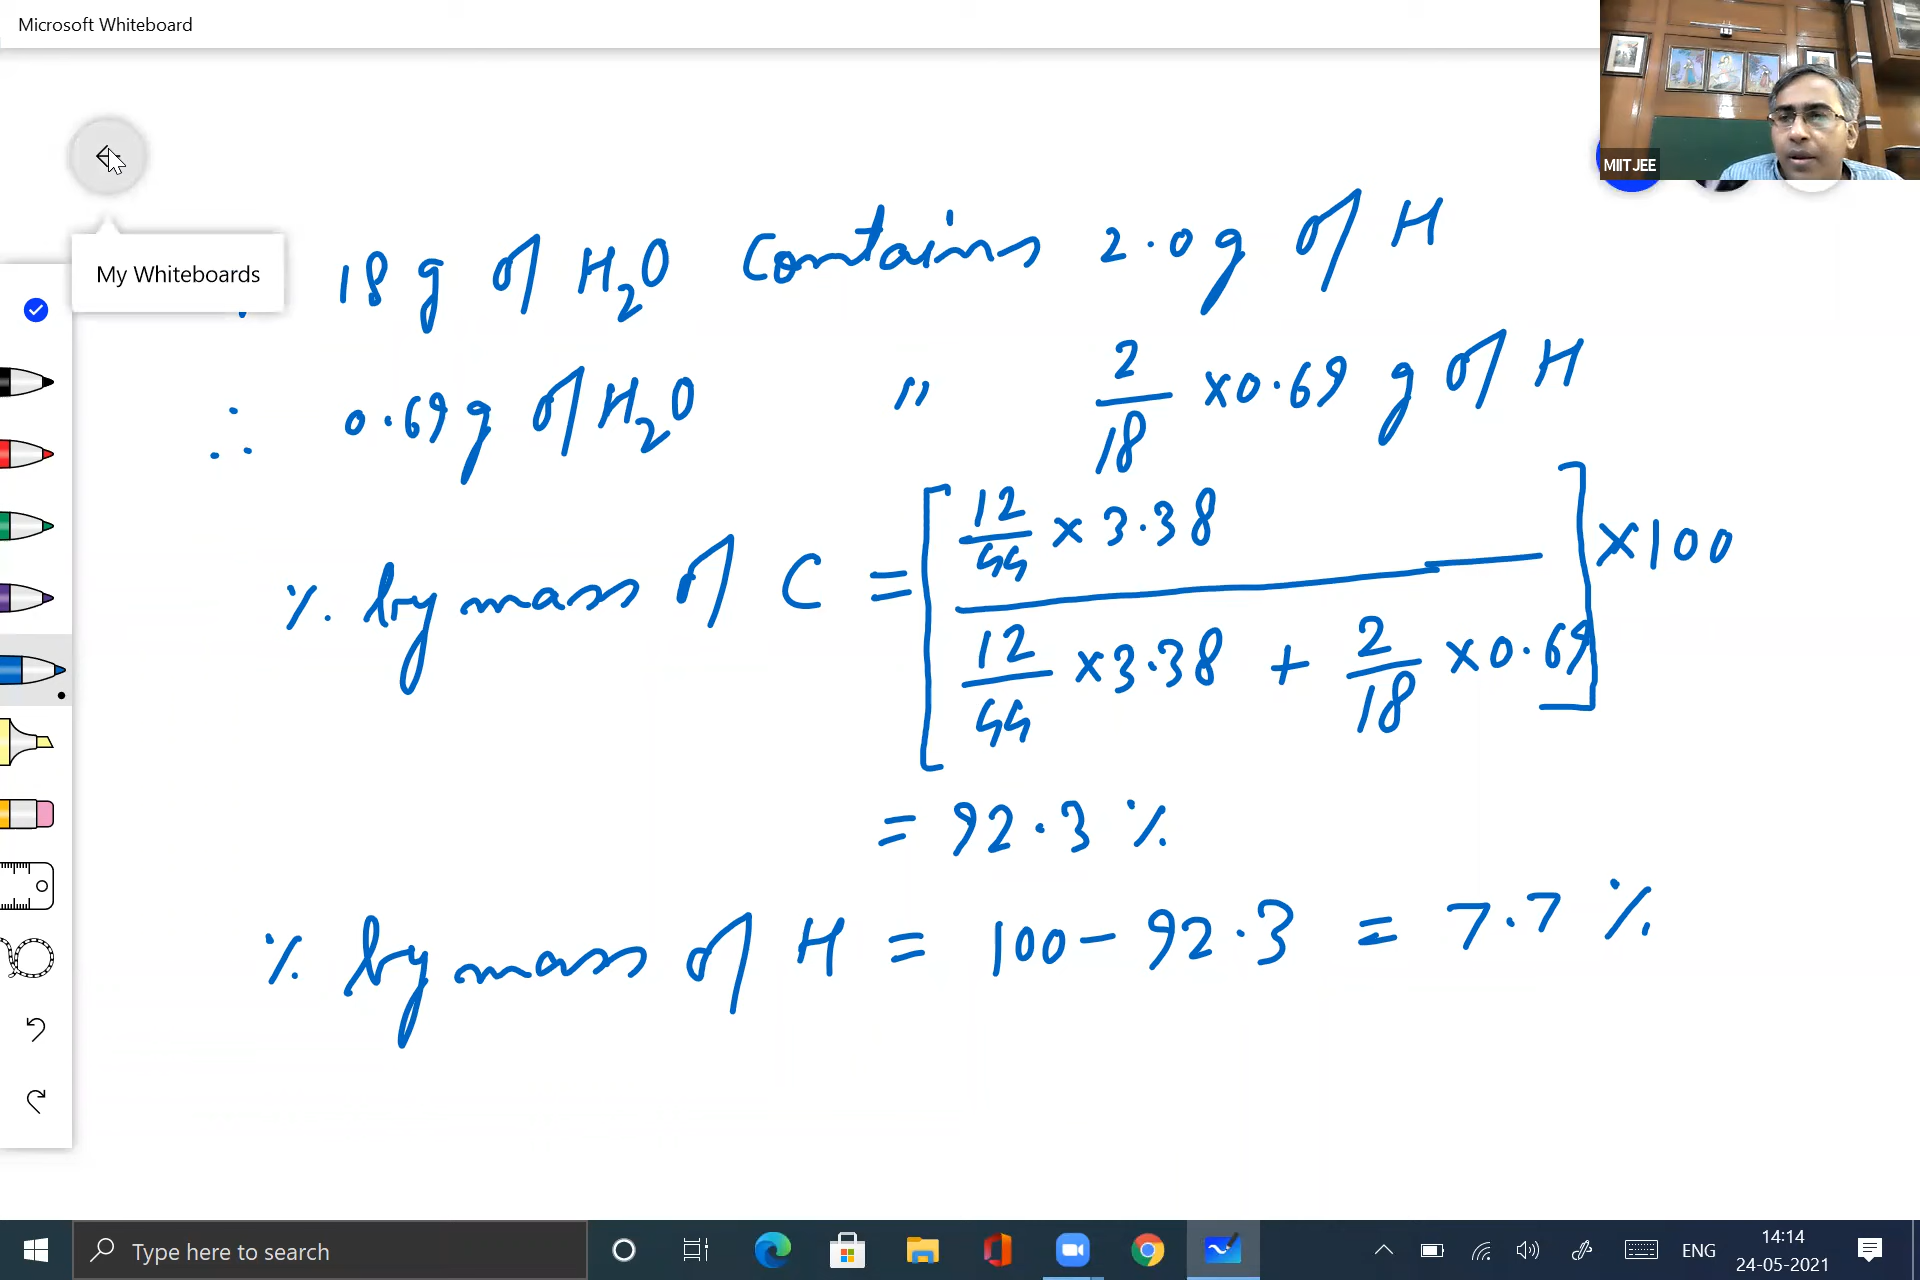 Microsoft Whiteboard
MIIT JEE
My Whiteboards
18 g of H₂O contains 2.0 g of H
∴ 0.69 g of H₂O " 2/18 × 0.69 g of H
% by mass of C = [ (12/44 × 3.38) / (12/44 × 3.38 + 2/18 × 0.69) ] × 100
= 92.3 %
% by mass of H = 100 - 92.3 = 7.7 %
Type here to search
ENG
14:14
24-05-2021